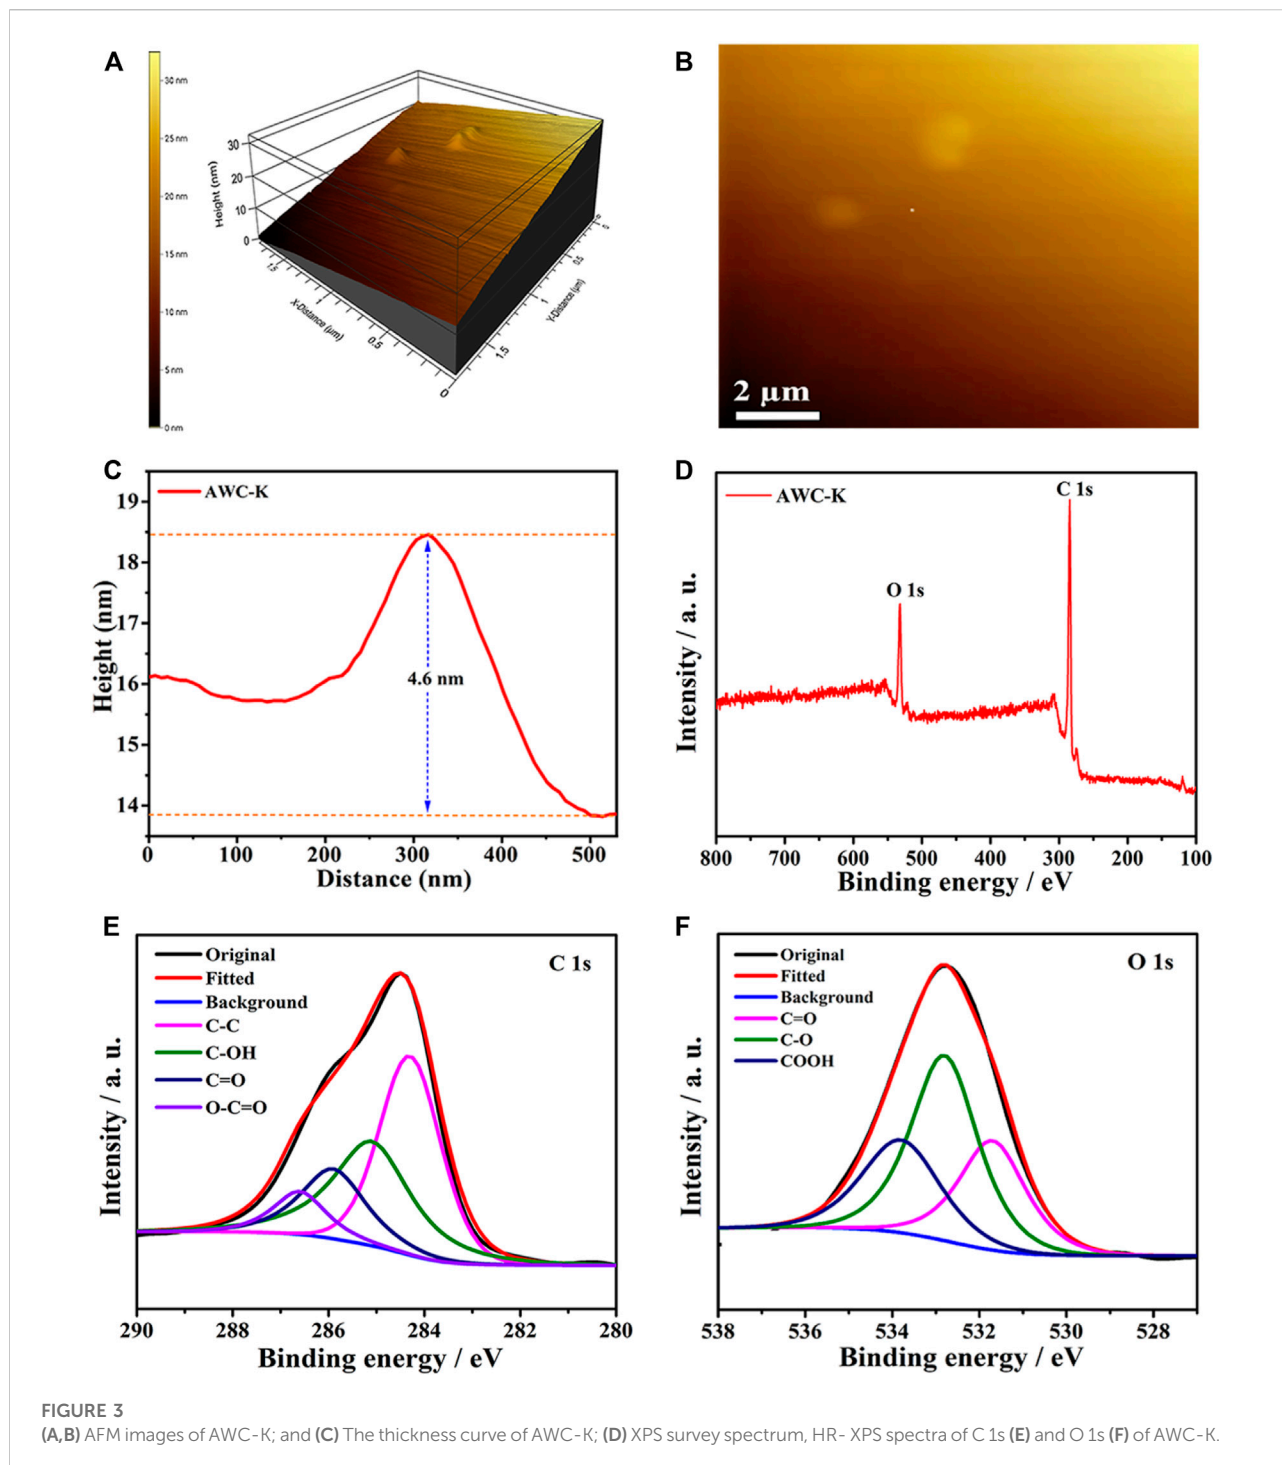 A
30 nm
25 nm
20 nm
15 nm
10 nm
5 nm
0 nm
Height (nm)
30
20
10
0
1.5
1
0.5
0
X-Distance (µm)
0
0.5
1
1.5
Y-Distance (µm)
B
2 µm
C
AWC-K
4.6 nm
19
18
17
16
15
14
Height (nm)
0 100 200 300 400 500
Distance (nm)
D
AWC-K
C 1s
O 1s
Intensity / a. u.
800 700 600 500 400 300 200 100
Binding energy / eV
E
Original
Fitted
Background
C-C
C-OH
C=O
O-C=O
C 1s
Intensity / a. u.
290 288 286 284 282 280
Binding energy / eV
F
Original
Fitted
Background
C=O
C-O
COOH
O 1s
Intensity / a. u.
538 536 534 532 530 528
Binding energy / eV
FIGURE 3
(A,B) AFM images of AWC-K; and (C) The thickness curve of AWC-K; (D) XPS survey spectrum, HR- XPS spectra of C 1s (E) and O 1s (F) of AWC-K.